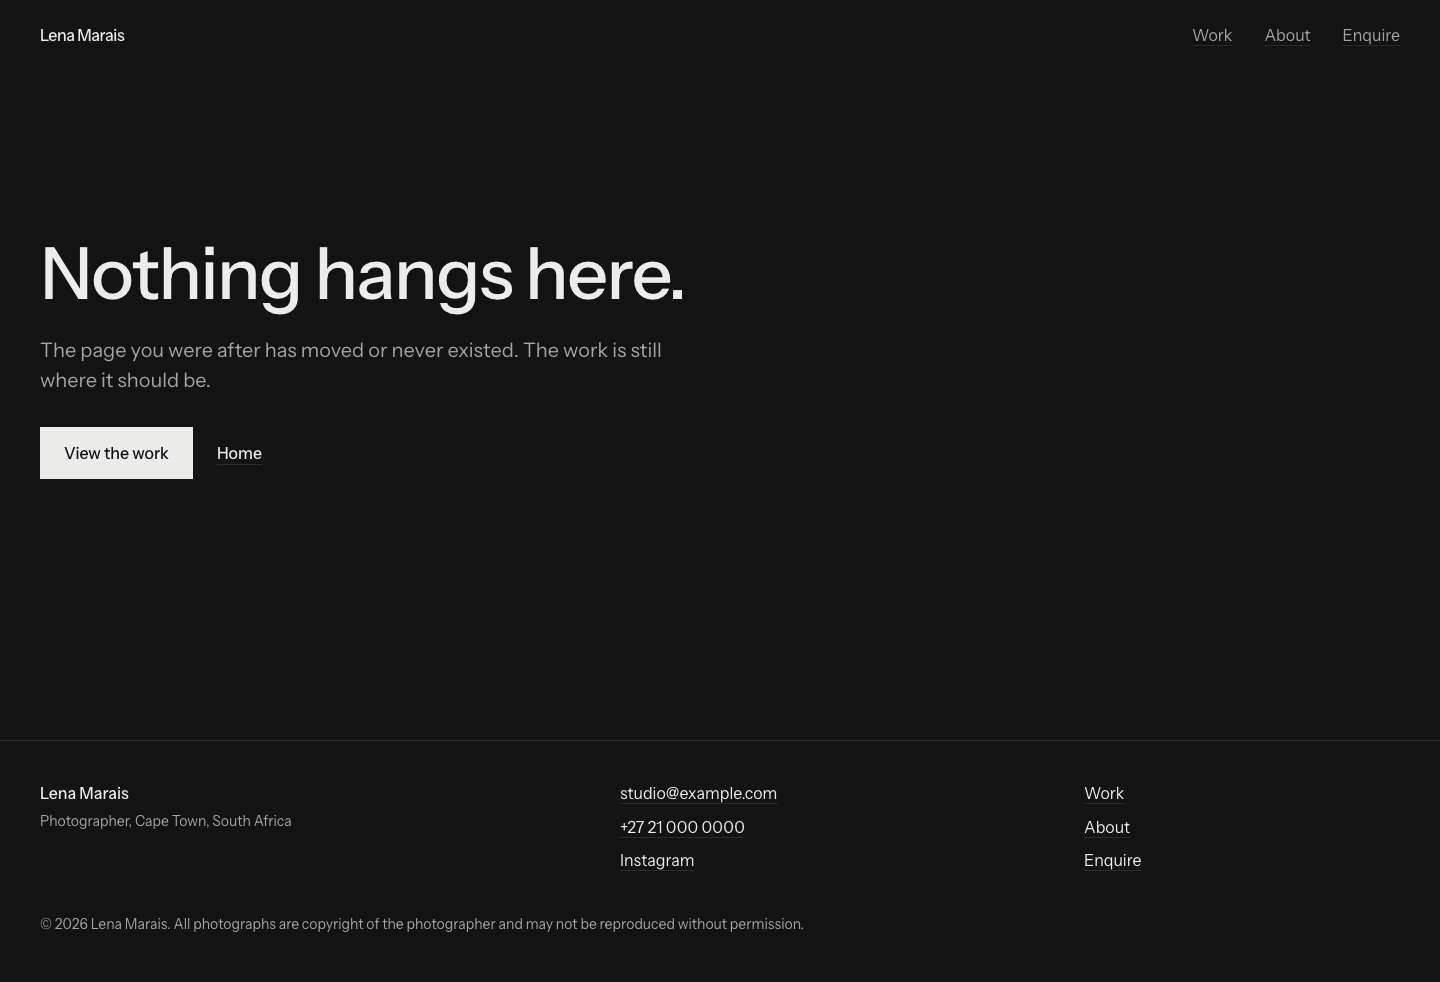 Lena Marais
Work
About
Enquire
Nothing hangs here.
The page you were after has moved or never existed. The work is still
where it should be.
View the work
Home
Lena Marais
Photographer, Cape Town, South Africa
studio@example.com
+27 21 000 0000
Instagram
Work
About
Enquire
© 2026 Lena Marais. All photographs are copyright of the photographer and may not be reproduced without permission.